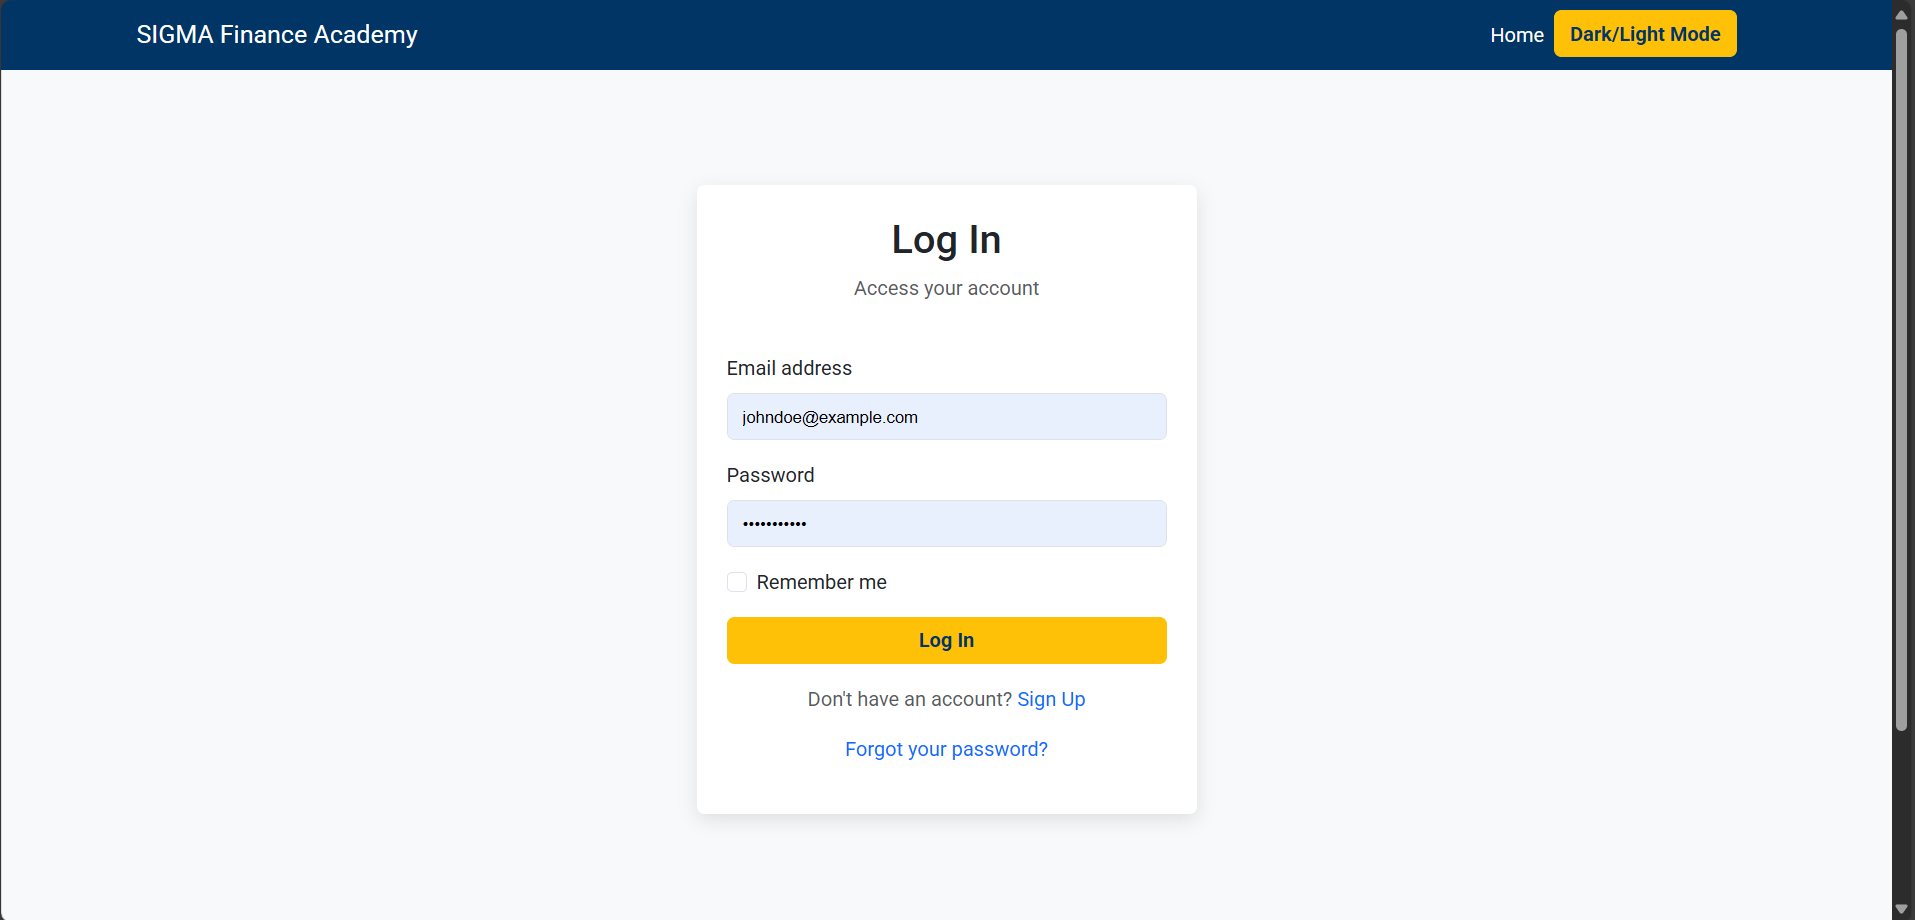 SIGMA Finance Academy
Home
Dark/Light Mode
Log In
Access your account
Email address
johndoe@example.com
Password
•••••••••••
Remember me
Log In
Don't have an account? Sign Up
Forgot your password?